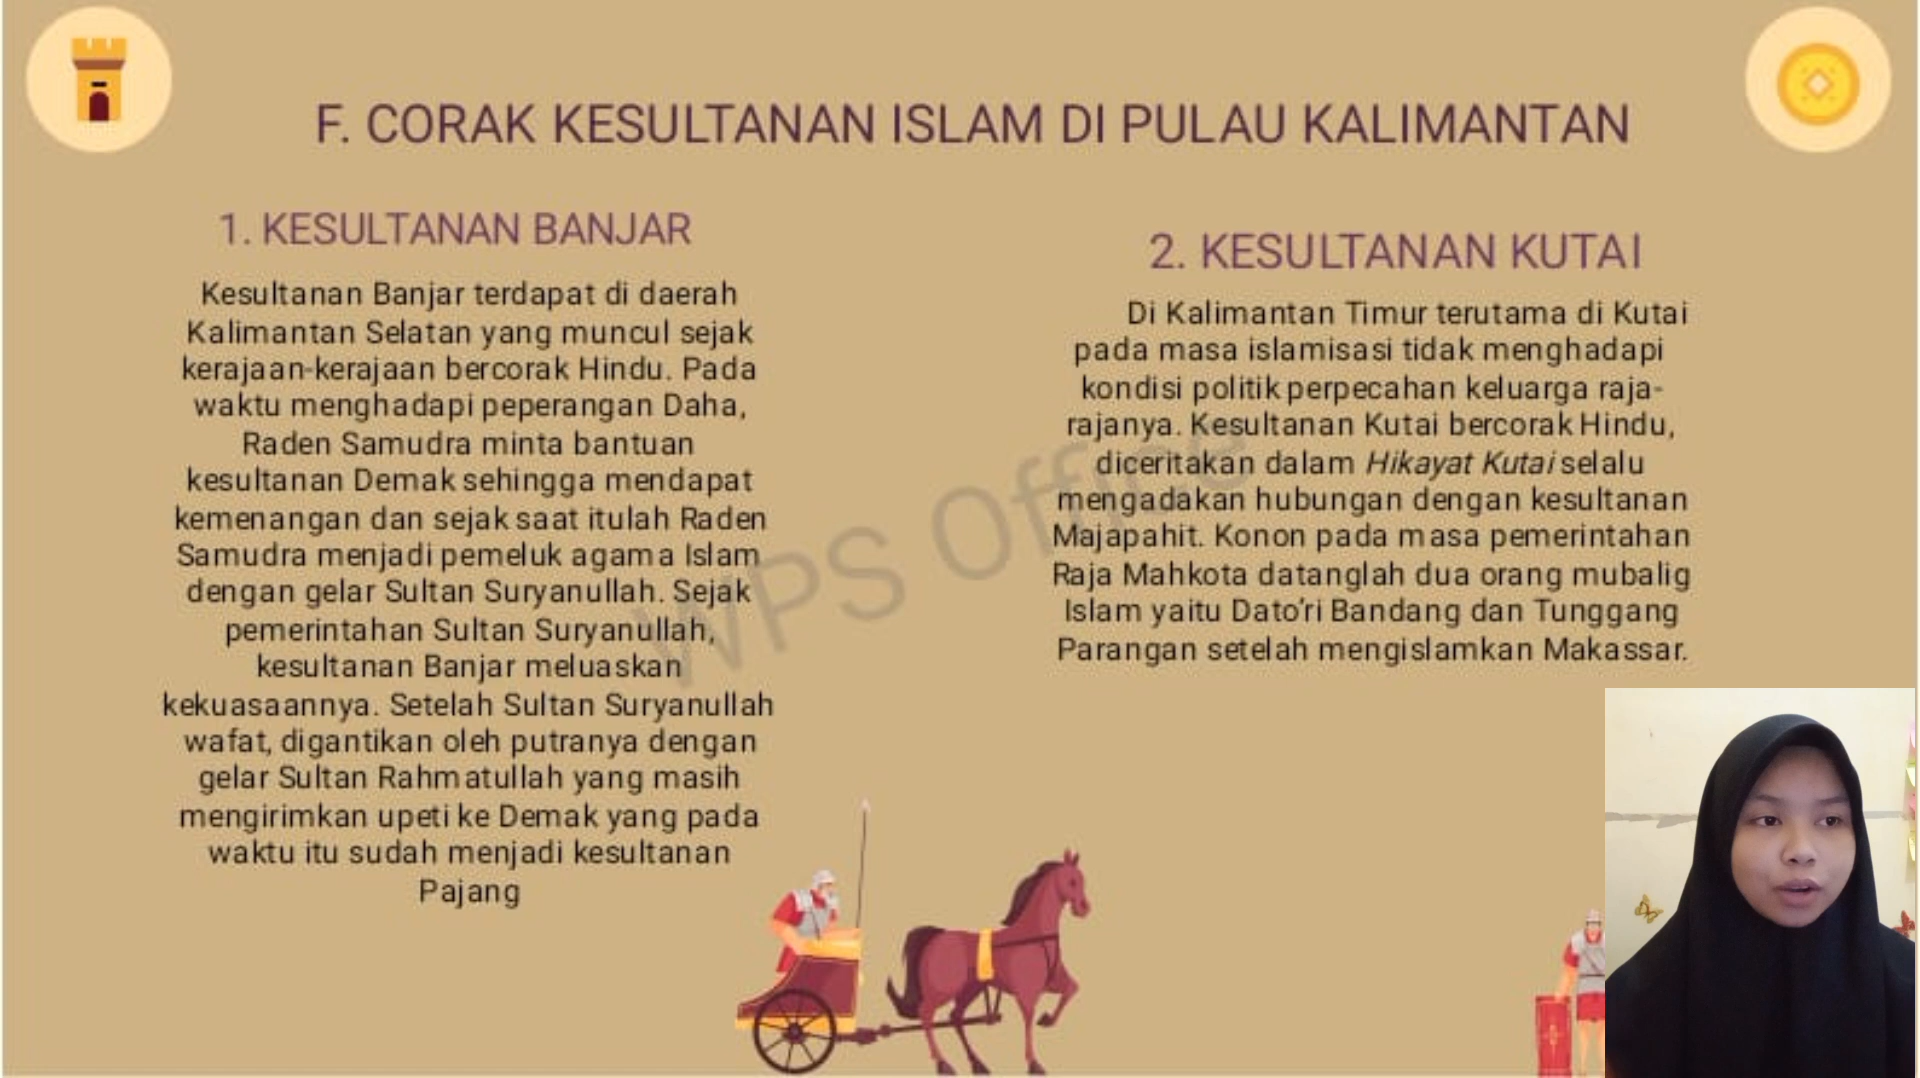 F. CORAK KESULTANAN ISLAM DI PULAU KALIMANTAN
1. KESULTANAN BANJAR
Kesultanan Banjar terdapat di daerah
Kalimantan Selatan yang muncul sejak
kerajaan-kerajaan bercorak Hindu. Pada
waktu menghadapi peperangan Daha,
Raden Samudra minta bantuan
kesultanan Demak sehingga mendapat
kemenangan dan sejak saat itulah Raden
Samudra menjadi pemeluk agama Islam
dengan gelar Sultan Suryanullah. Sejak
pemerintahan Sultan Suryanullah,
kesultanan Banjar meluaskan
kekuasaannya. Setelah Sultan Suryanullah
wafat, digantikan oleh putranya dengan
gelar Sultan Rahmatullah yang masih
mengirimkan upeti ke Demak yang pada
waktu itu sudah menjadi kesultanan
Pajang
2. KESULTANAN KUTAI
Di Kalimantan Timur terutama di Kutai
pada masa islamisasi tidak menghadapi
kondisi politik perpecahan keluarga raja-
rajanya. Kesultanan Kutai bercorak Hindu,
diceritakan dalam Hikayat Kutai selalu
mengadakan hubungan dengan kesultanan
Majapahit. Konon pada masa pemerintahan
Raja Mahkota datanglah dua orang mubalig
Islam yaitu Dato’ri Bandang dan Tunggang
Parangan setelah mengislamkan Makassar.
WPS Office